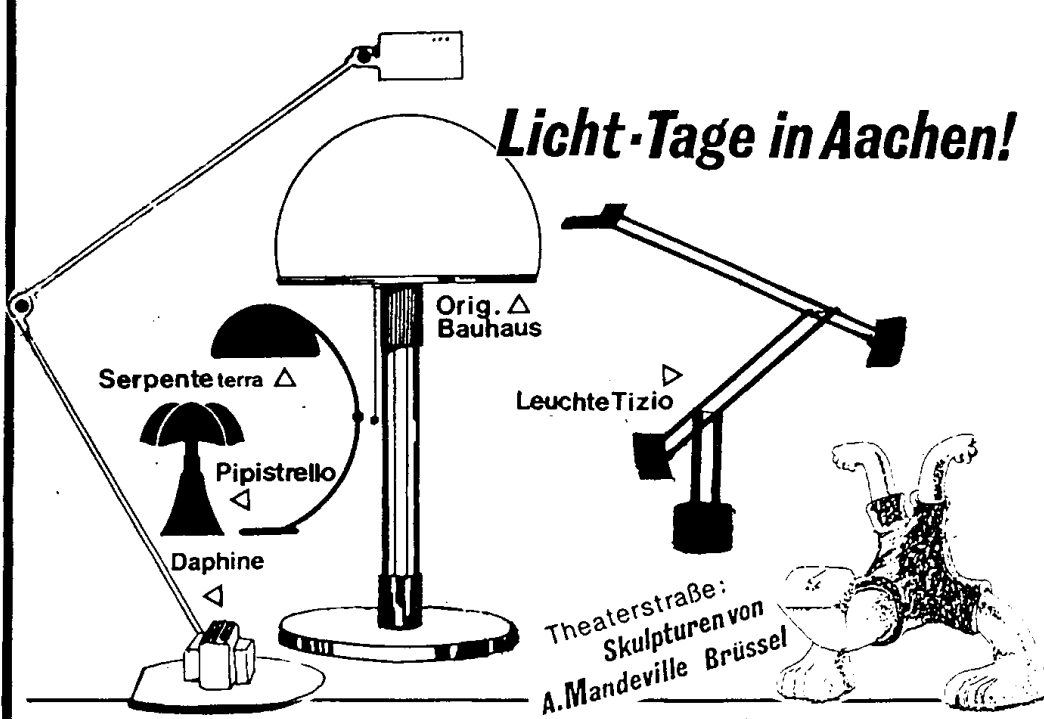 Licht·Tage in Aachen!
Orig. △
Bauhaus
Serpente terra △
Leuchte Tizio ▷
Pipistrello
◁
Daphine
◁
Theaterstraße:
Skulpturen von
A. Mandeville Brüssel